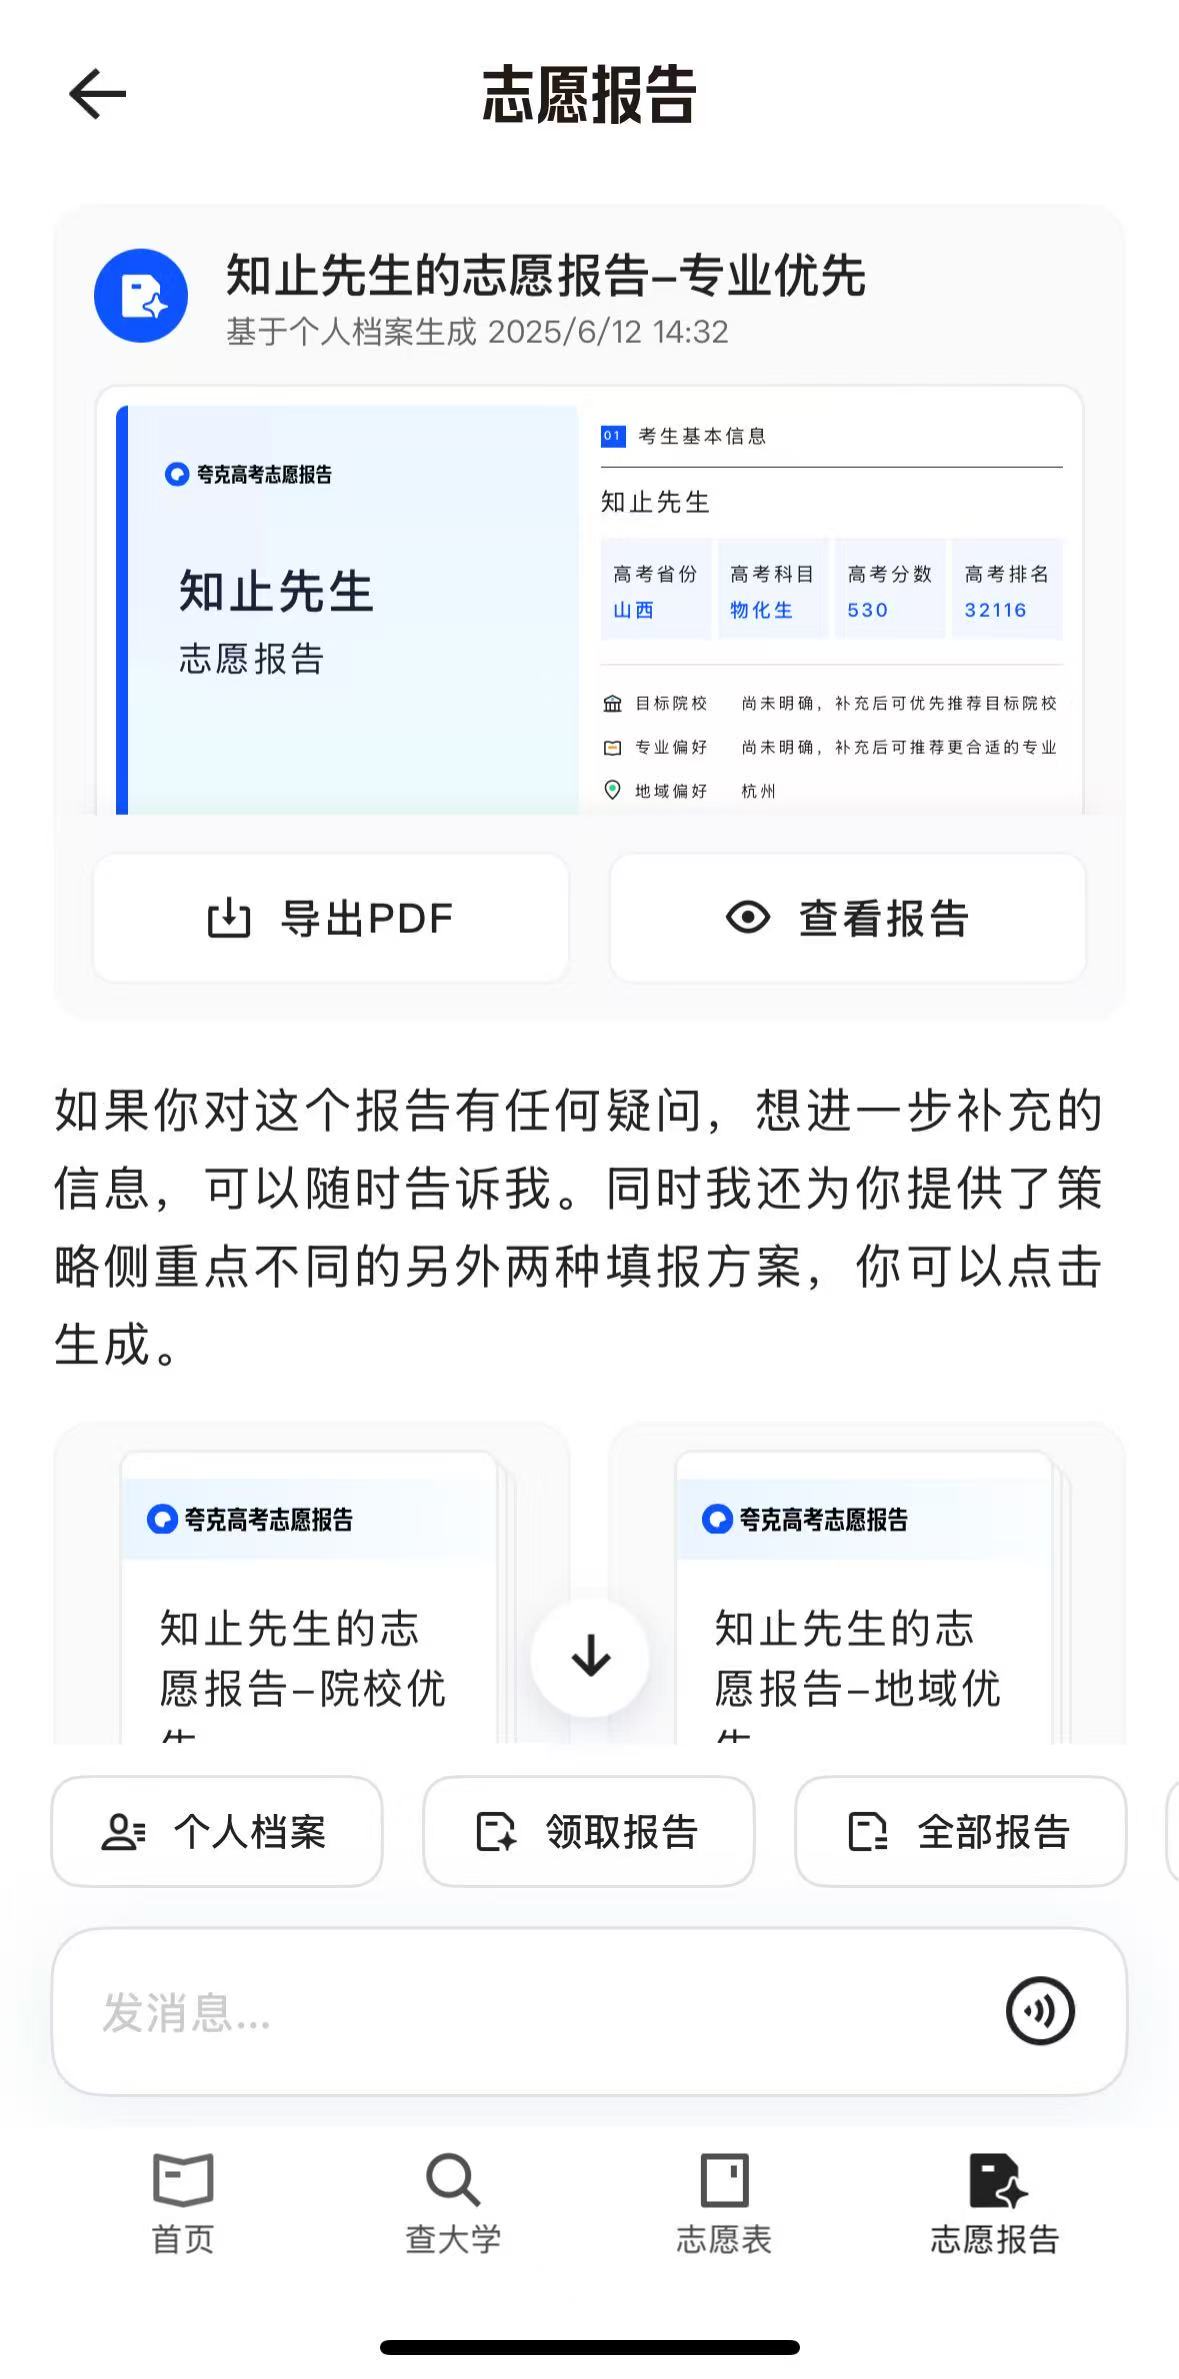 志愿报告
知止先生的志愿报告-专业优先
基于个人档案生成 2025/6/12 14:32
夸克高考志愿报告
知止先生
志愿报告
01 考生基本信息
知止先生
高考省份 高考科目 高考分数 高考排名
山西 物化生 530 32116
目标院校 尚未明确，补充后可优先推荐目标院校
专业偏好 尚未明确，补充后可推荐更合适的专业
地域偏好 杭州
导出PDF 查看报告
如果你对这个报告有任何疑问，想进一步补充的
信息，可以随时告诉我。同时我还为你提供了策
略侧重点不同的另外两种填报方案，你可以点击
生成。
夸克高考志愿报告
知止先生的志
愿报告-院校优
夸克高考志愿报告
知止先生的志
愿报告-地域优
个人档案 领取报告 全部报告
发消息...
首页 查大学 志愿表 志愿报告